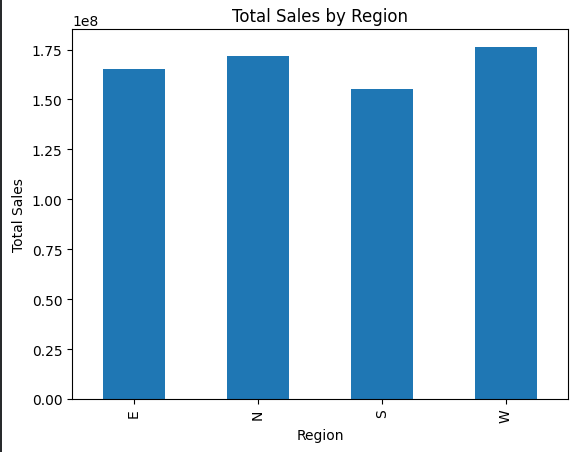 Total Sales by Region
1e8
1.75
1.50
1.25
1.00
0.75
0.50
0.25
0.00
Total Sales
E
N
S
W
Region